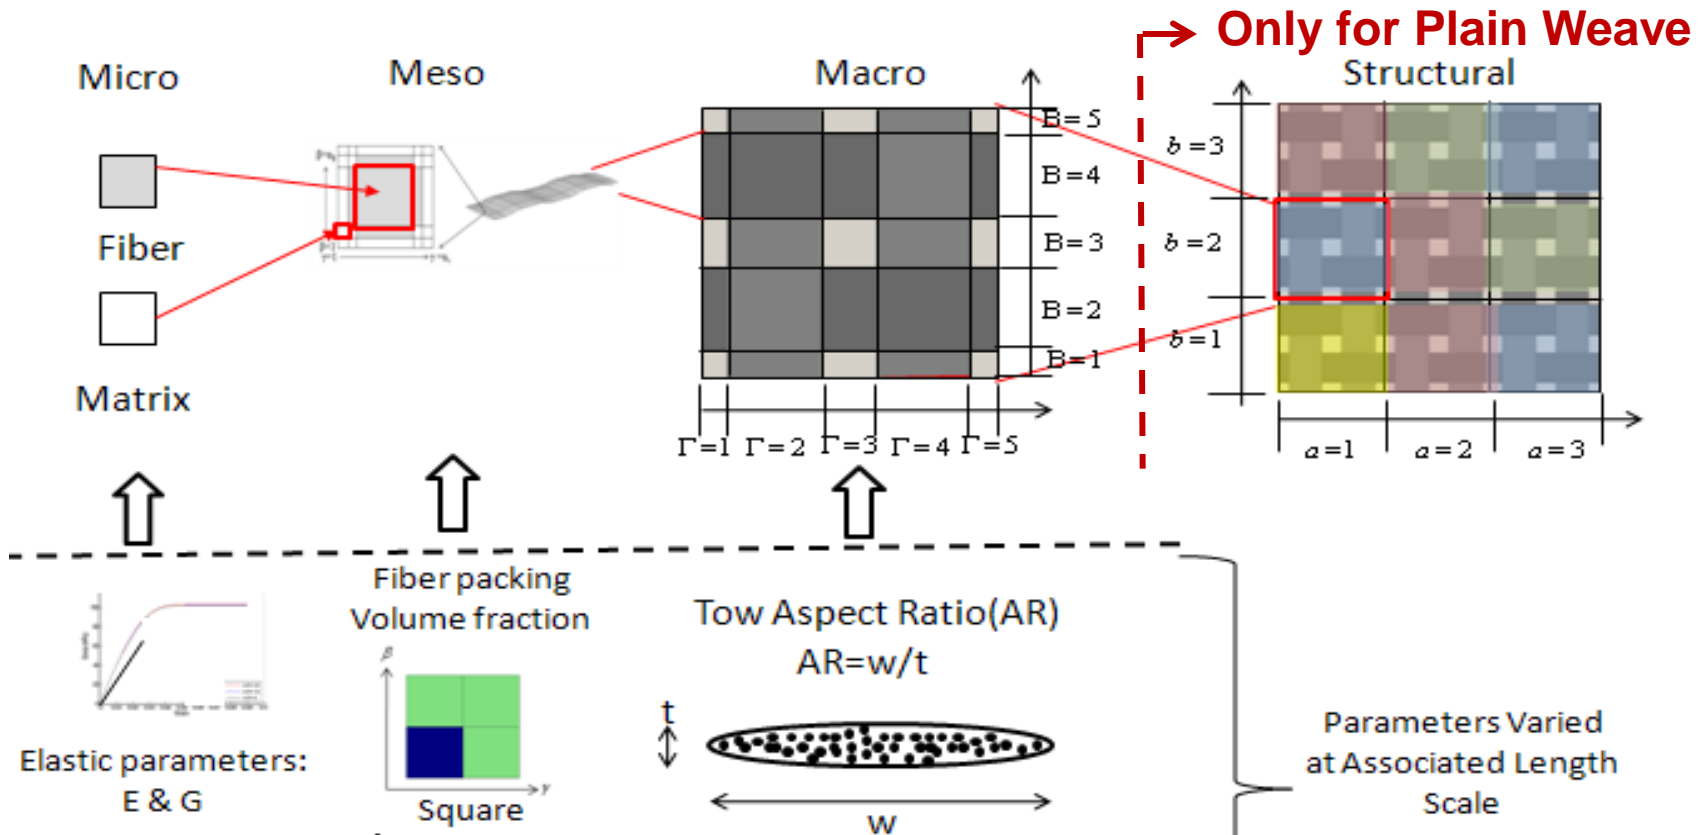 Only for Plain Weave
Micro
Meso
Macro
Structural
Fiber
Matrix
B=5
B=4
B=3
B=2
B=1
Γ=1 Γ=2 Γ=3 Γ=4 Γ=5
b=3
b=2
b=1
a=1 a=2 a=3
Elastic parameters:
E & G
Fiber packing
Volume fraction
β
γ
Square
Tow Aspect Ratio(AR)
AR=w/t
t
w
Parameters Varied
at Associated Length
Scale